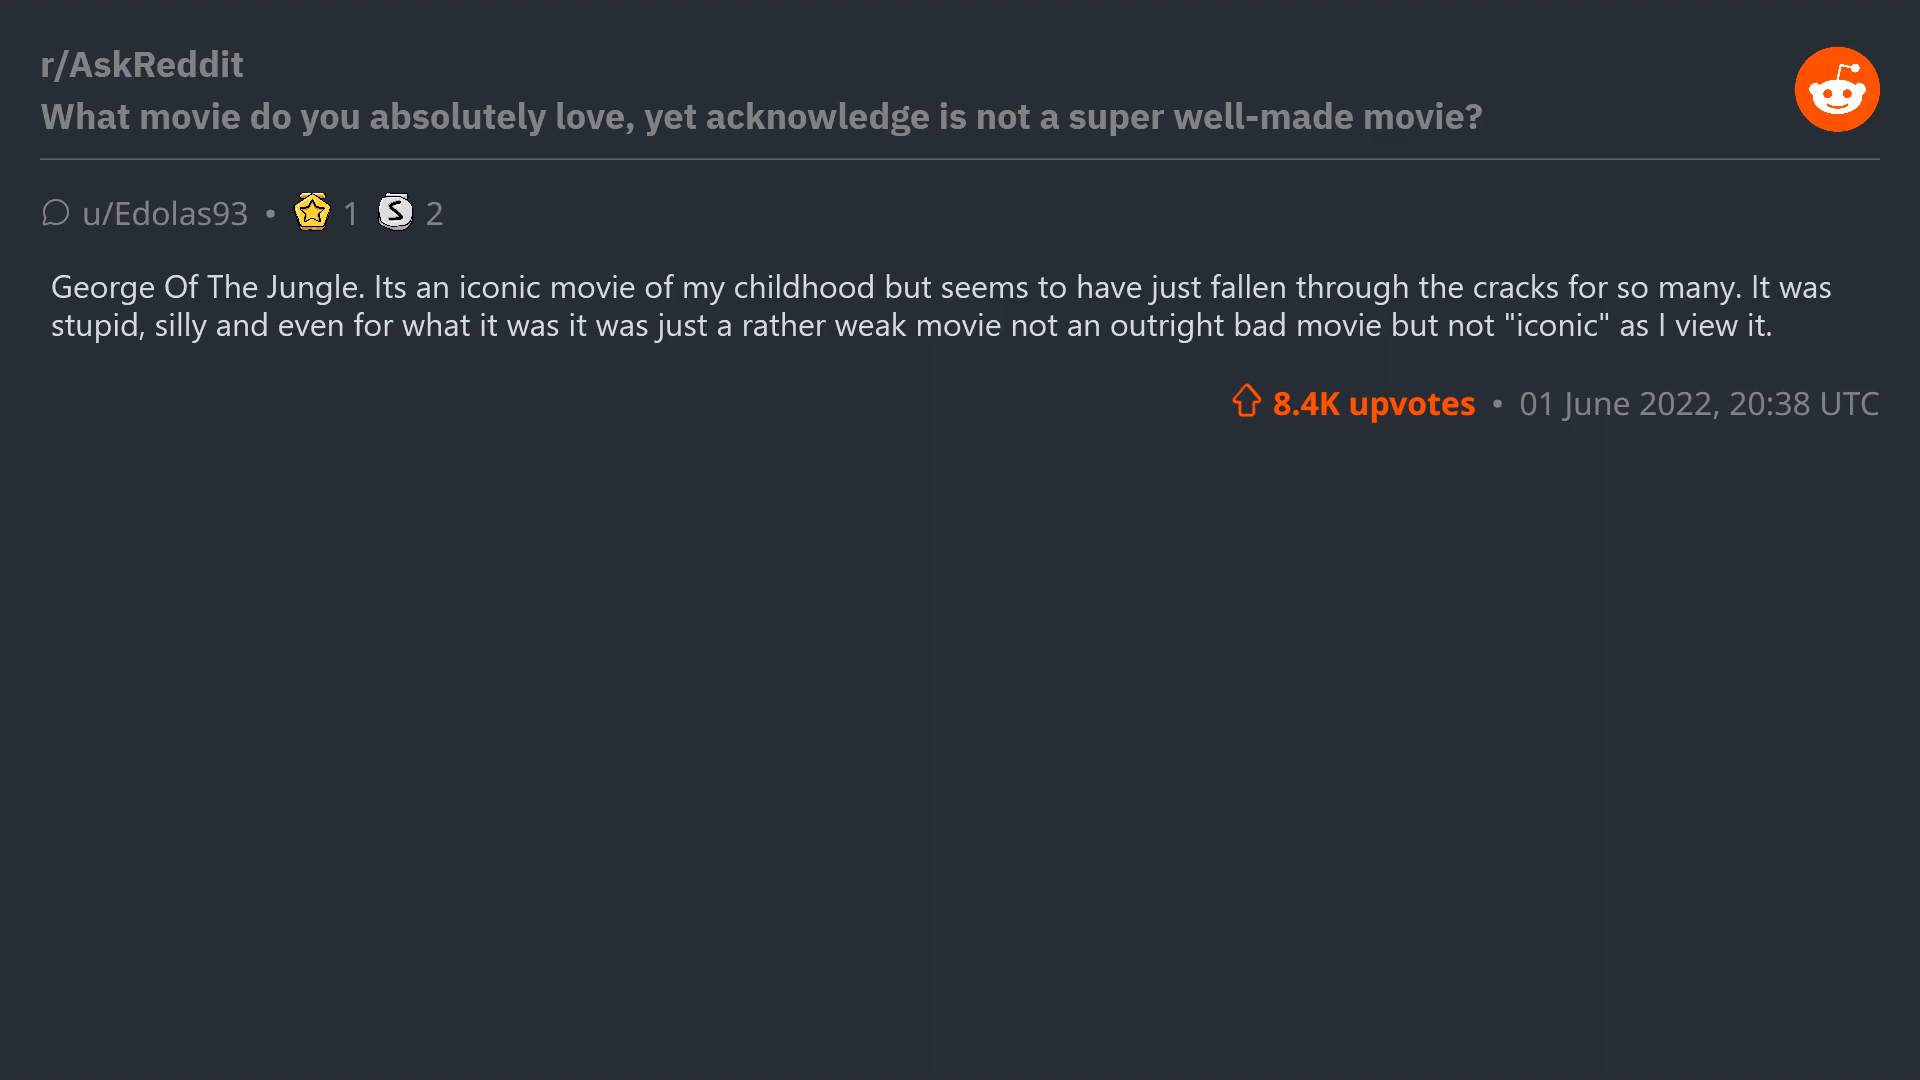 r/AskReddit
What movie do you absolutely love, yet acknowledge is not a super well-made movie?
u/Edolas93 • 1 S 2
George Of The Jungle. Its an iconic movie of my childhood but seems to have just fallen through the cracks for so many. It was
stupid, silly and even for what it was it was just a rather weak movie not an outright bad movie but not "iconic" as I view it.
8.4K upvotes • 01 June 2022, 20:38 UTC